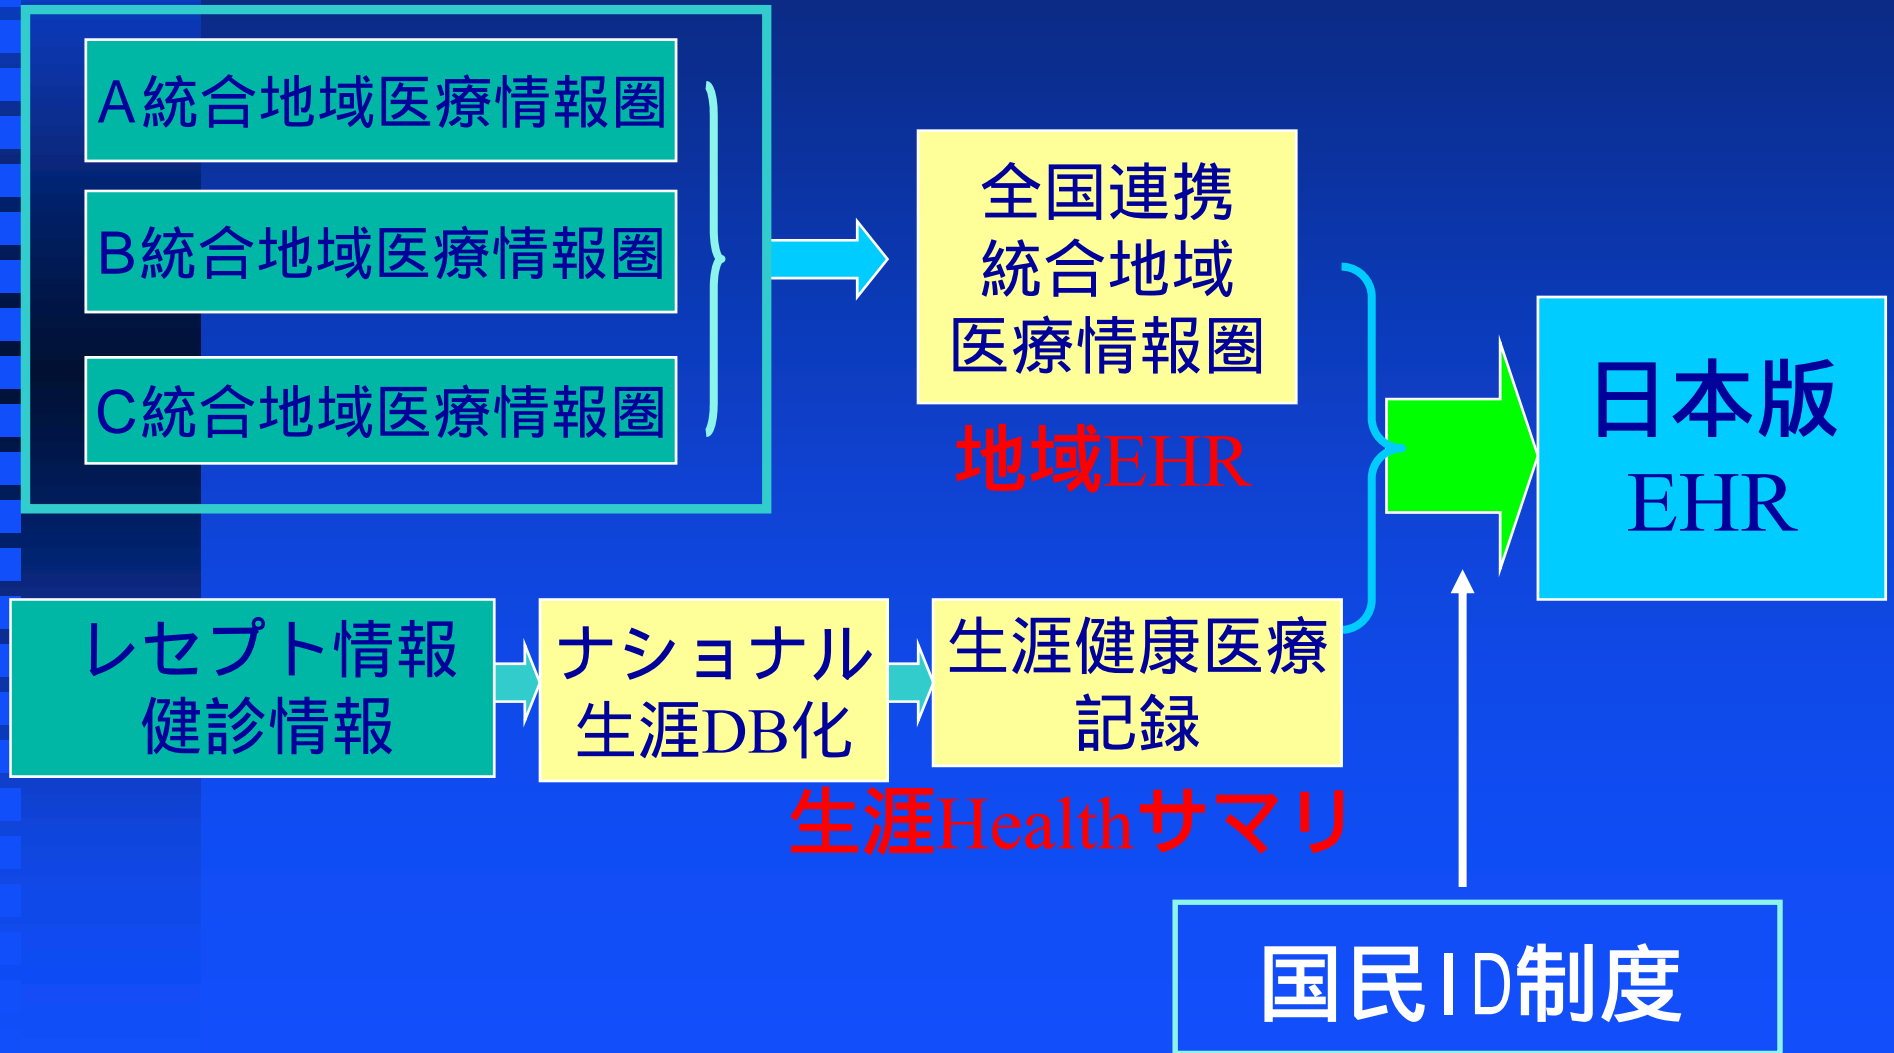 A統合地域医療情報圏
B統合地域医療情報圏
C統合地域医療情報圏
全国連携
統合地域
医療情報圏
地域EHR
日本版
EHR
レセプト情報
健診情報
ナショナル
生涯DB化
生涯健康医療
記録
生涯Healthサマリ
国民ID制度